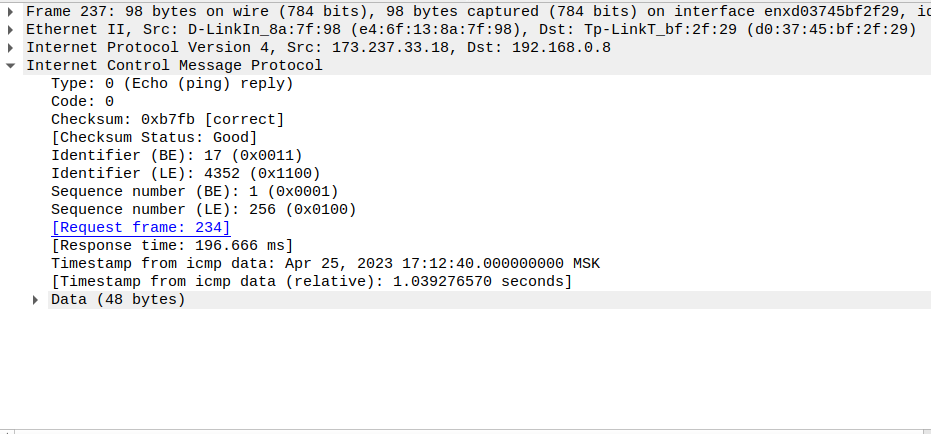 Frame 237: 98 bytes on wire (784 bits), 98 bytes captured (784 bits) on interface enxd03745bf2f29, id
Ethernet II, Src: D-LinkIn_8a:7f:98 (e4:6f:13:8a:7f:98), Dst: Tp-LinkT_bf:2f:29 (d0:37:45:bf:2f:29)
Internet Protocol Version 4, Src: 173.237.33.18, Dst: 192.168.0.8
Internet Control Message Protocol
Type: 0 (Echo (ping) reply)
Code: 0
Checksum: 0xb7fb [correct]
[Checksum Status: Good]
Identifier (BE): 17 (0x0011)
Identifier (LE): 4352 (0x1100)
Sequence number (BE): 1 (0x0001)
Sequence number (LE): 256 (0x0100)
[Request frame: 234]
[Response time: 196.666 ms]
Timestamp from icmp data: Apr 25, 2023 17:12:40.000000000 MSK
[Timestamp from icmp data (relative): 1.039276570 seconds]
Data (48 bytes)